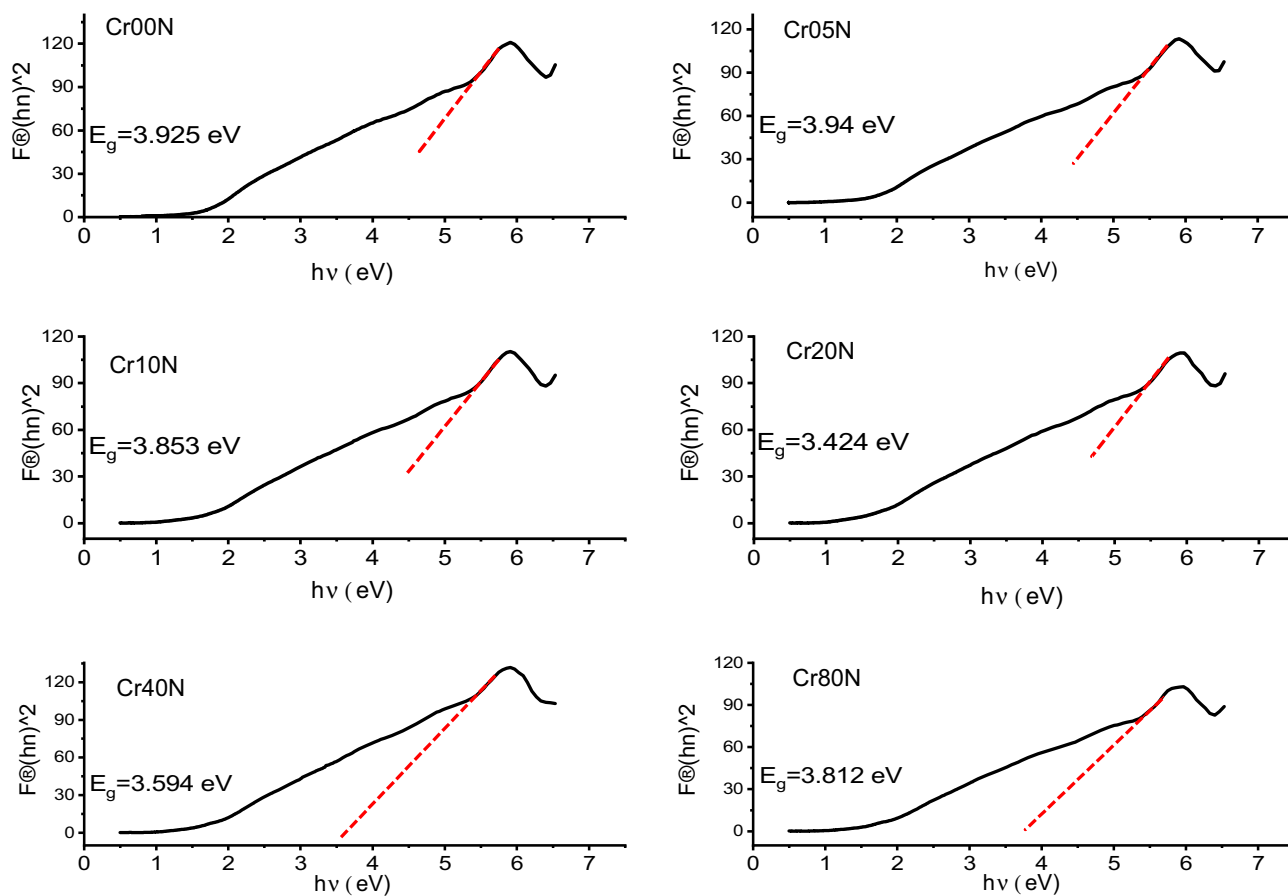 Cr00N
F®(hn)^2
120
90
60
30
0
E_g=3.925 eV
0 1 2 3 4 5 6 7
hν ( eV)
Cr05N
F®(hn)^2
120
90
60
30
0
E_g=3.94 eV
0 1 2 3 4 5 6 7
hν ( eV)
Cr10N
F®(hn)^2
120
90
60
30
0
E_g=3.853 eV
0 1 2 3 4 5 6 7
hν ( eV)
Cr20N
F®(hn)^2
120
90
60
30
0
E_g=3.424 eV
0 1 2 3 4 5 6 7
hν ( eV)
Cr40N
F®(hn)^2
120
90
60
30
0
E_g=3.594 eV
0 1 2 3 4 5 6 7
hν ( eV)
Cr80N
F®(hn)^2
120
90
60
30
0
E_g=3.812 eV
0 1 2 3 4 5 6 7
hν ( eV)